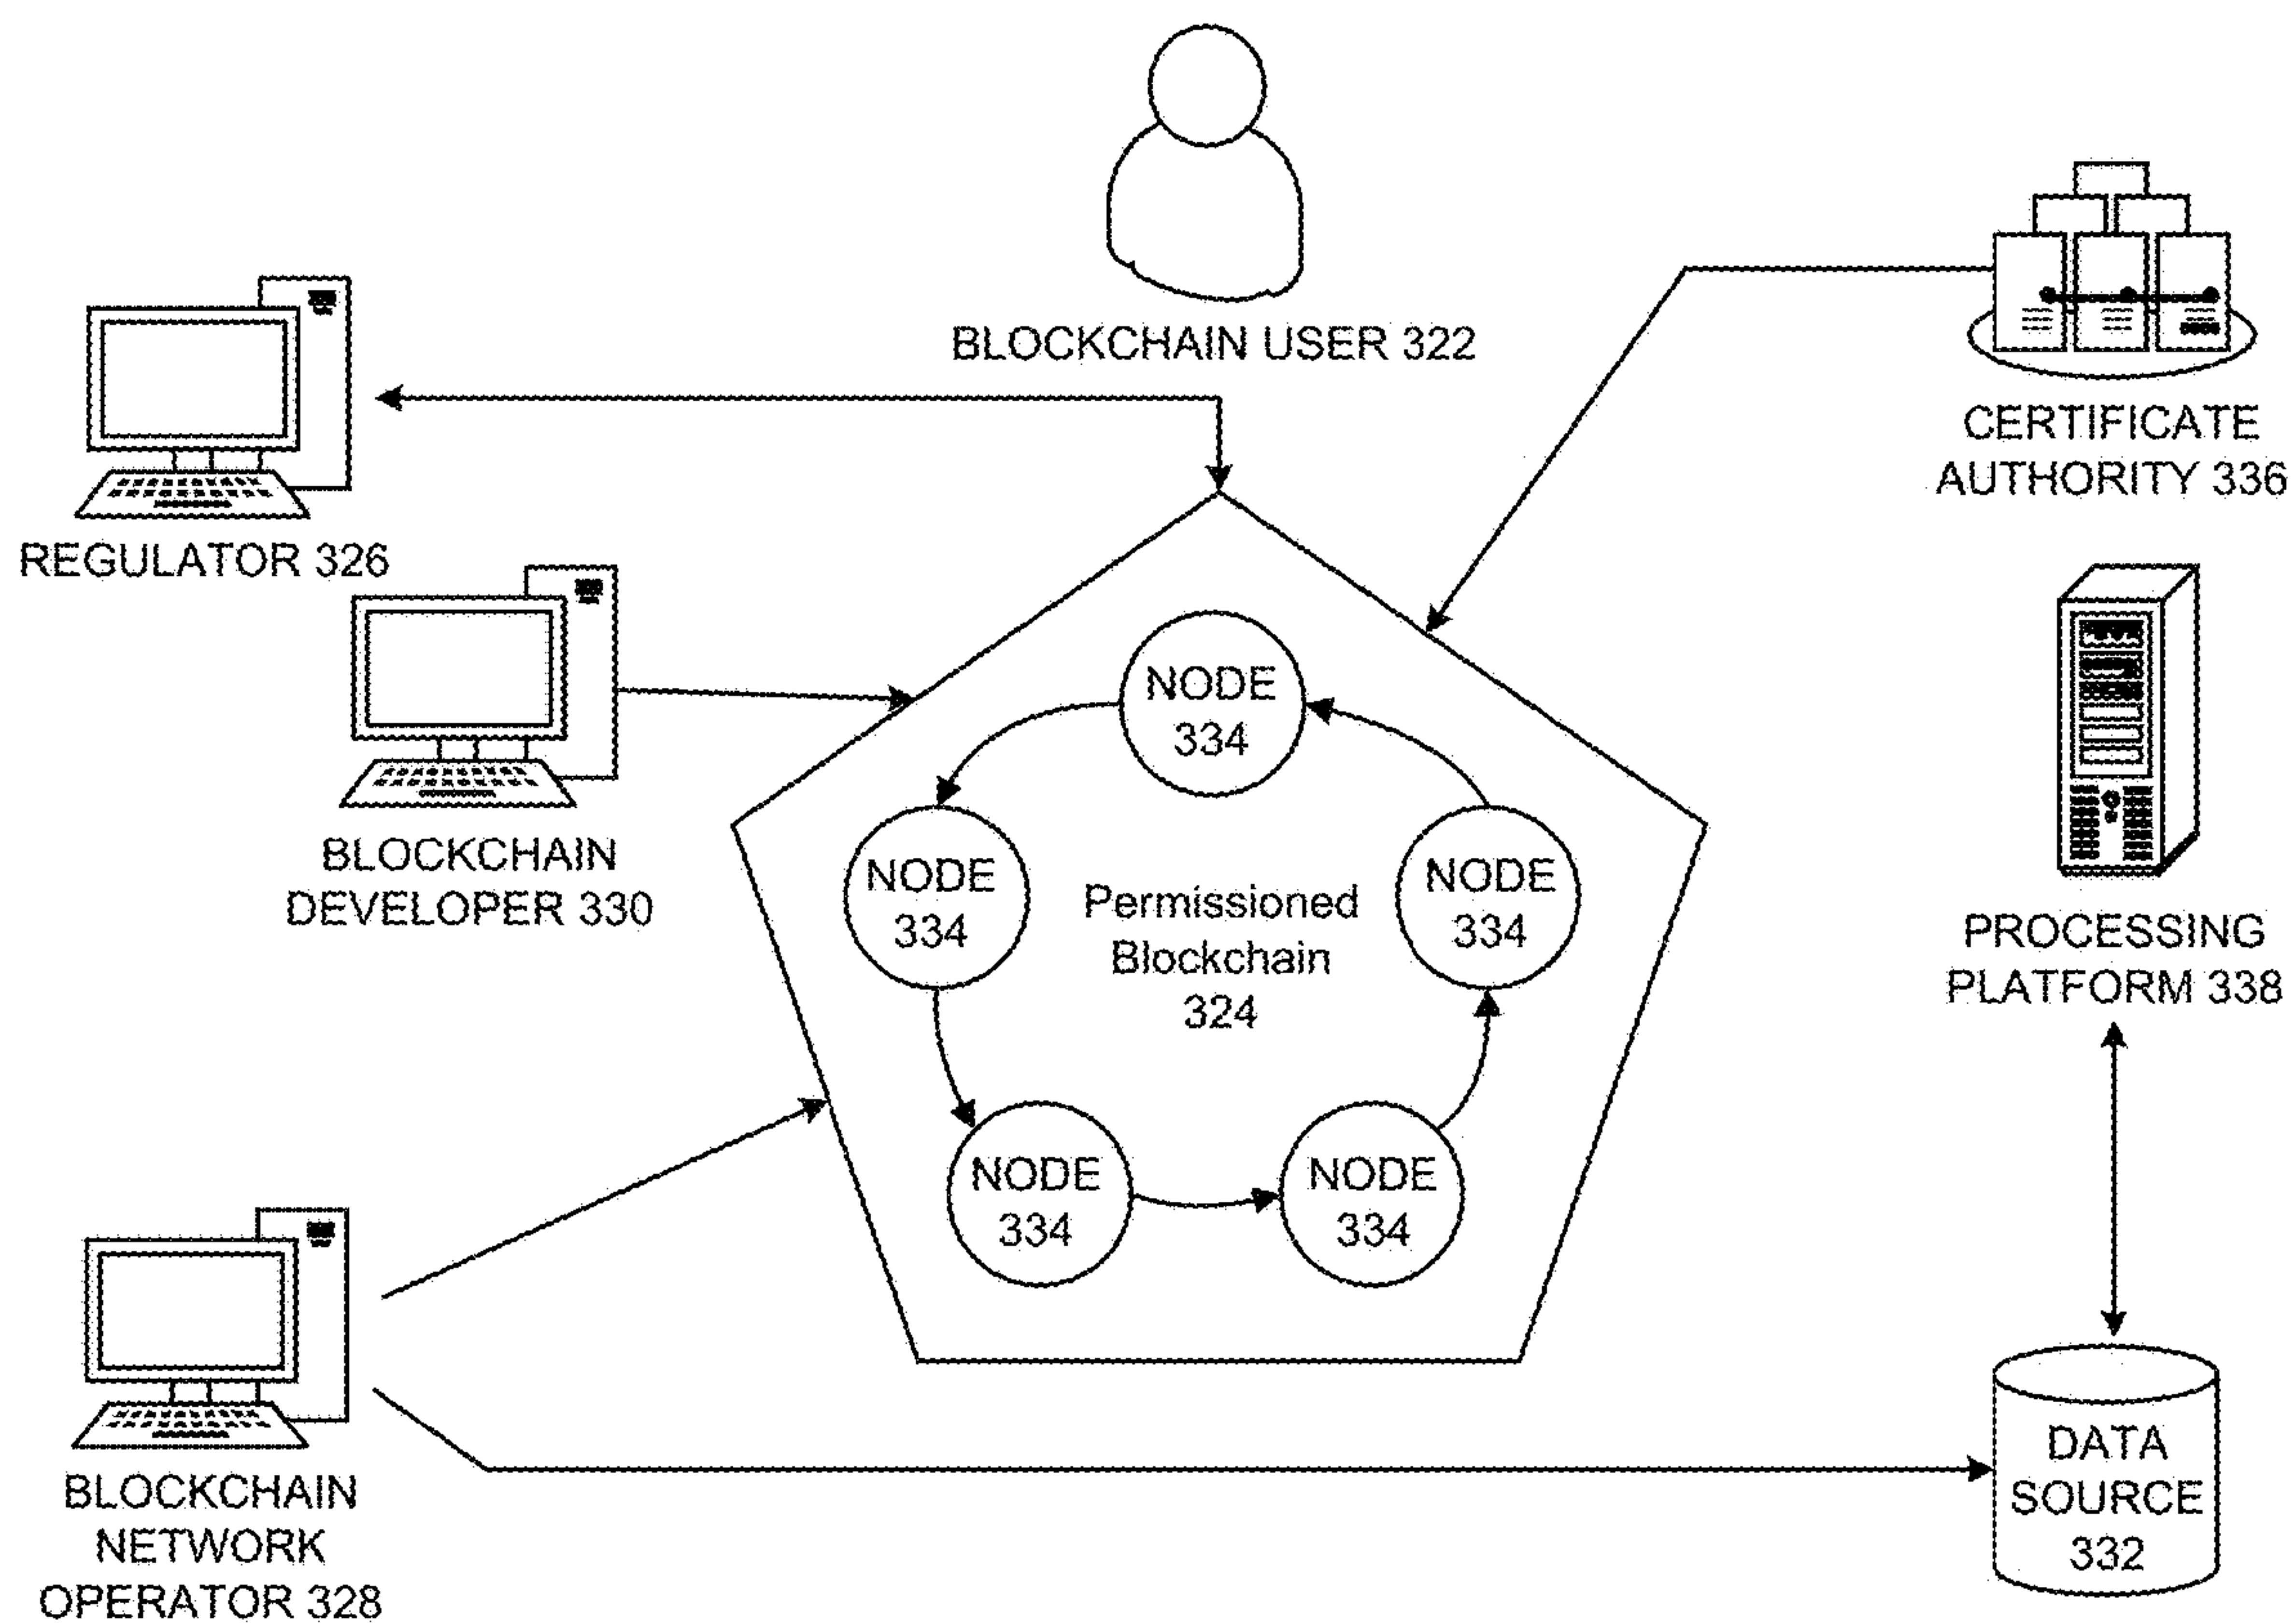 BLOCKCHAIN USER 322
CERTIFICATE
AUTHORITY 336
REGULATOR 326
BLOCKCHAIN
DEVELOPER 330
NODE
334
NODE
334
Permissioned
Blockchain
324
NODE
334
PROCESSING
PLATFORM 338
NODE
334
NODE
334
BLOCKCHAIN
NETWORK
OPERATOR 328
DATA
SOURCE
332